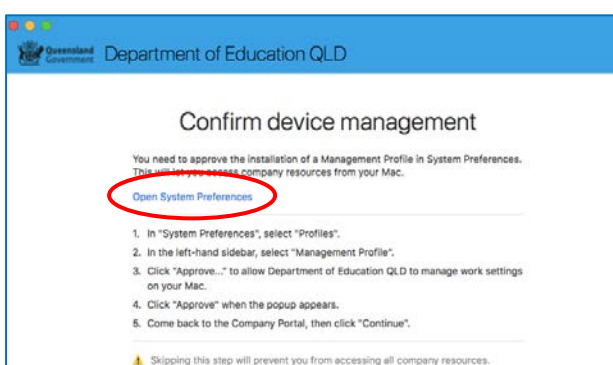 Queensland
Government
Department of Education QLD
Confirm device management
You need to approve the installation of a Management Profile in System Preferences.
This will let you access company resources from your Mac.
Open System Preferences
1. In "System Preferences", select "Profiles".
2. In the left-hand sidebar, select "Management Profile".
3. Click "Approve..." to allow Department of Education QLD to manage work settings
on your Mac.
4. Click "Approve" when the popup appears.
5. Come back to the Company Portal, then click "Continue".
Skipping this step will prevent you from accessing all company resources.